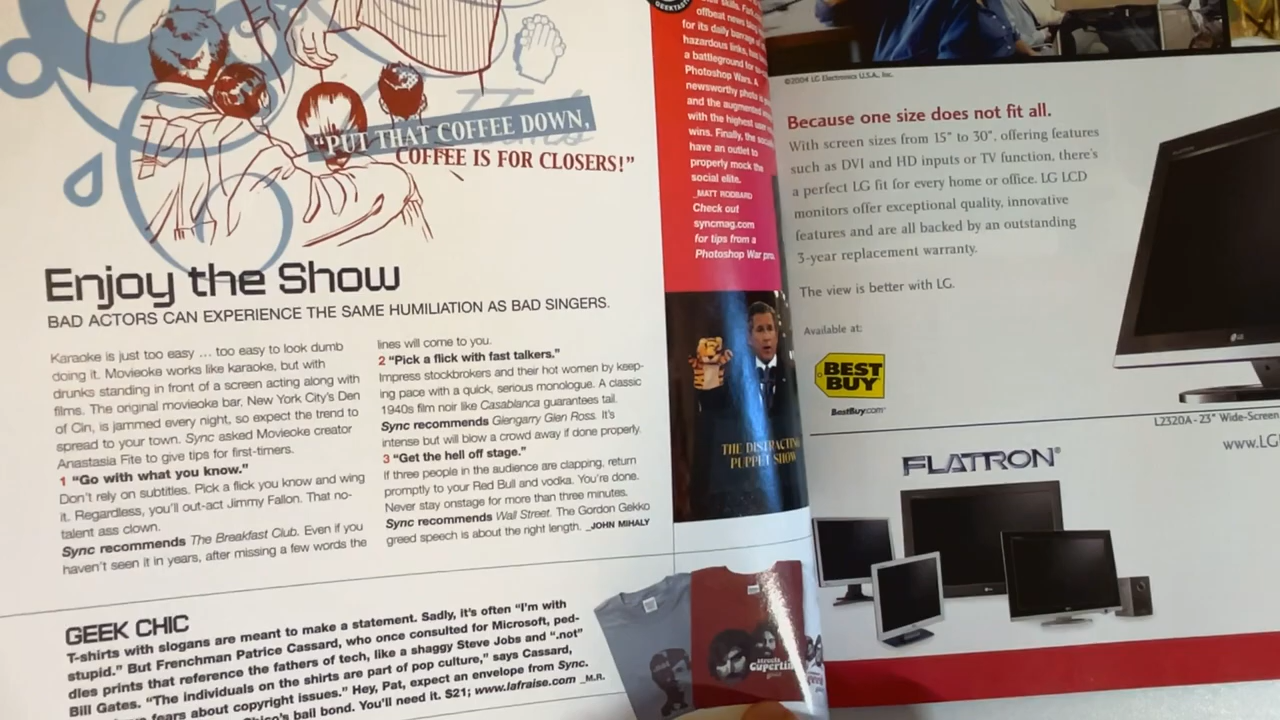 "PUT THAT COFFEE DOWN,
COFFEE IS FOR CLOSERS!"
Enjoy the Show
BAD ACTORS CAN EXPERIENCE THE SAME HUMILIATION AS BAD SINGERS.
Karaoke is just too easy … too easy to look dumb
doing it. Movieoke works like karaoke, but with
drunks standing in front of a screen acting along with
films. The original movieoke bar, New York City's Den
of Cin, is jammed every night, so expect the trend to
spread to your town. Sync asked Movieoke creator
Anastasia Fite to give tips for first-timers.
1 "Go with what you know."
Don't rely on subtitles. Pick a flick you know and wing
it. Regardless, you'll out-act Jimmy Fallon. That no-
talent ass clown.
Sync recommends The Breakfast Club. Even if you
haven't seen it in years, after missing a few words the
lines will come to you.
2 "Pick a flick with fast talkers."
Impress stockbrokers and their hot women by keep-
ing pace with a quick, serious monologue. A classic
1940s film noir like Casablanca guarantees tail.
Sync recommends Glengarry Glen Ross. It's
intense but will blow a crowd away if done properly.
3 "Get the hell off stage."
If three people in the audience are clapping, return
promptly to your Red Bull and vodka. You're done.
Never stay onstage for more than three minutes.
Sync recommends Wall Street. The Gordon Gekko
greed speech is about the right length. _JOHN MIHALY
GEEK CHIC
T-shirts with slogans are meant to make a statement. Sadly, it's often "I'm with
stupid." But Frenchman Patrice Cassard, who once consulted for Microsoft, ped-
dles prints that reference the fathers of tech, like a shaggy Steve Jobs and ".not"
Bill Gates. "The individuals on the shirts are part of pop culture," says Cassard,
fears about copyright issues." Hey, Pat, expect an envelope from Sync.
bail bond. You'll need it. $21; www.lafraise.com _M.R.
skills.
offbeat news
for its daily barrage of
hazardous links, has
a battleground for
Photoshop Wars. A
newsworthy photo is
and the augmented
with the highest
wins. Finally, the
have an outlet to
properly mock the
social elite.
_MATT RODBARD
Check out
syncmag.com
for tips from a
Photoshop War pro.
THE DISTRACTING
PUPPET SHOW
©2004 LG Electronics U.S.A., Inc.
Because one size does not fit all.
With screen sizes from 15" to 30", offering features
such as DVI and HD inputs or TV function, there's
a perfect LG fit for every home or office. LG LCD
monitors offer exceptional quality, innovative
features and are all backed by an outstanding
3-year replacement warranty.
The view is better with LG.
Available at:
BEST
BUY
BestBuy.com
LG
L2320A - 23" Wide-Screen
www.LG
FLATRON®